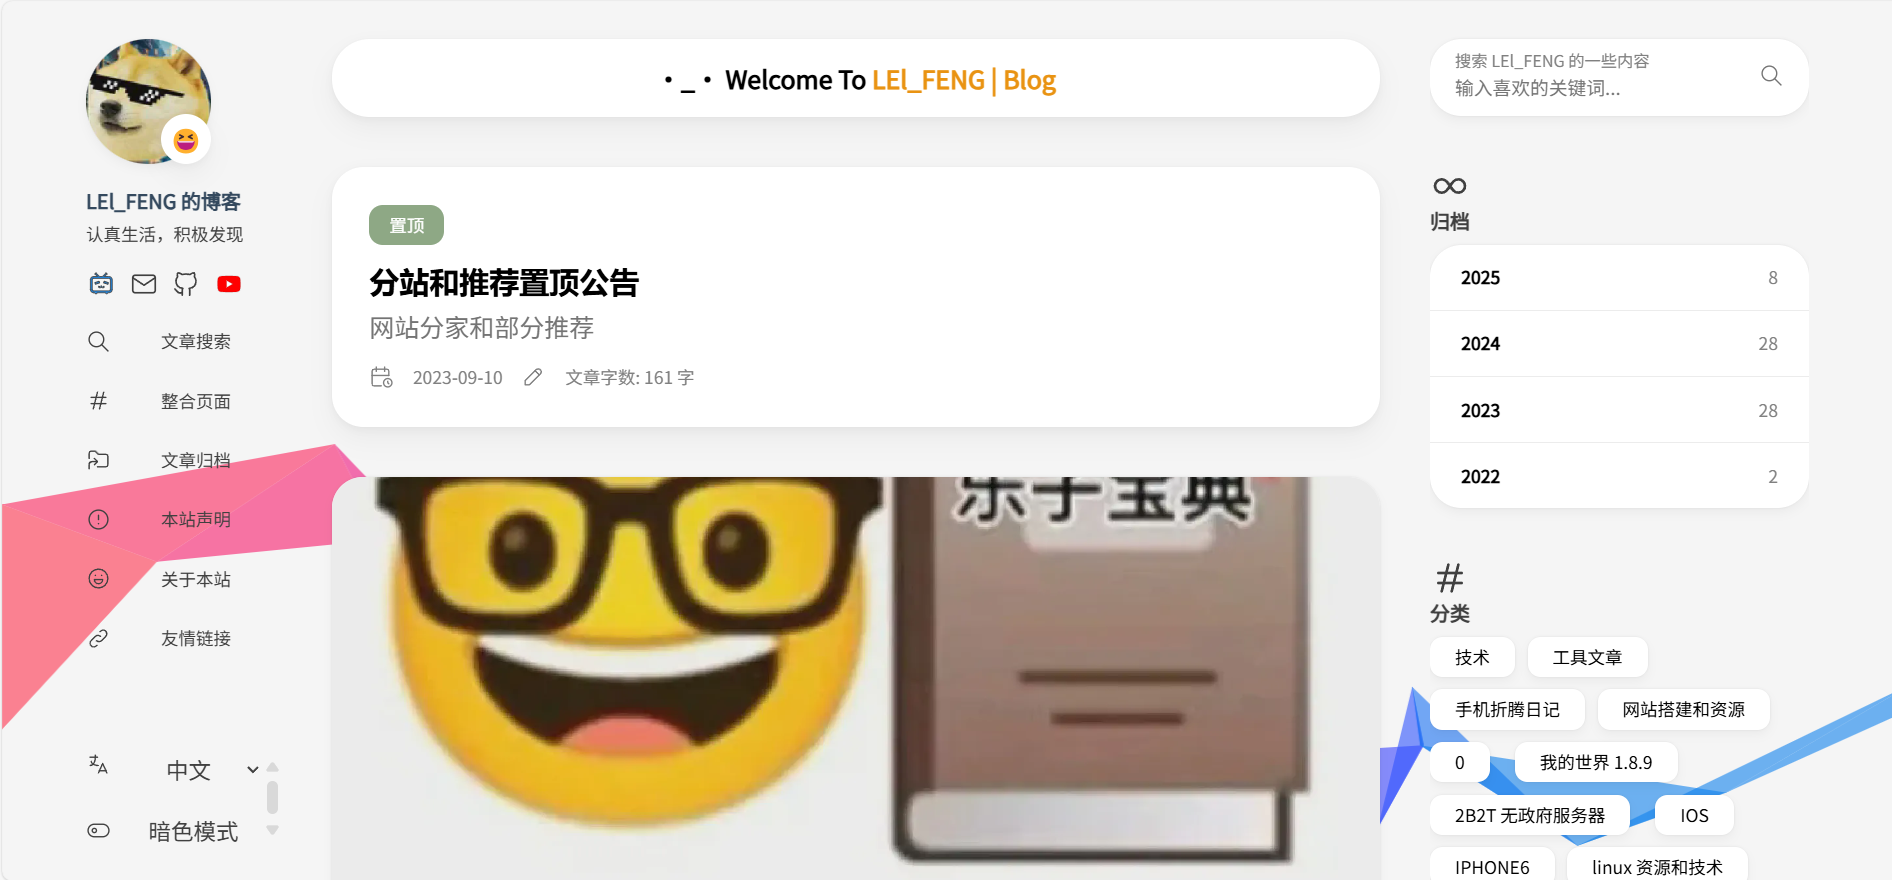 LEl_FENG 的博客
认真生活，积极发现
文章搜索
整合页面
文章归档
本站声明
关于本站
友情链接
中文
暗色模式
・_・ Welcome To LEl_FENG | Blog
置顶
分站和推荐置顶公告
网站分家和部分推荐
2023-09-10 文章字数: 161 字
乐子宝典
搜索 LEl_FENG 的一些内容
输入喜欢的关键词...
归档
2025 8
2024 28
2023 28
2022 2
分类
技术 工具文章
手机折腾日记 网站搭建和资源
0 我的世界 1.8.9
2B2T 无政府服务器 IOS
IPHONE6 linux 资源和技术